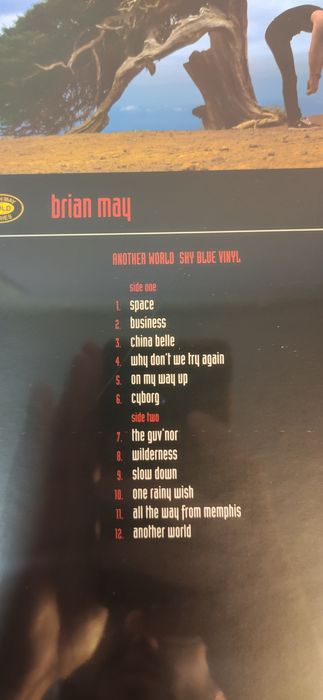 brian may
ANOTHER WORLD SKY BLUE VINYL
side one
1. space
2. business
3. china belle
4. why don't we try again
5. on my way up
6. cyborg
side two
7. the guv'nor
8. wilderness
9. slow down
10. one rainy wish
11. all the way from memphis
12. another world